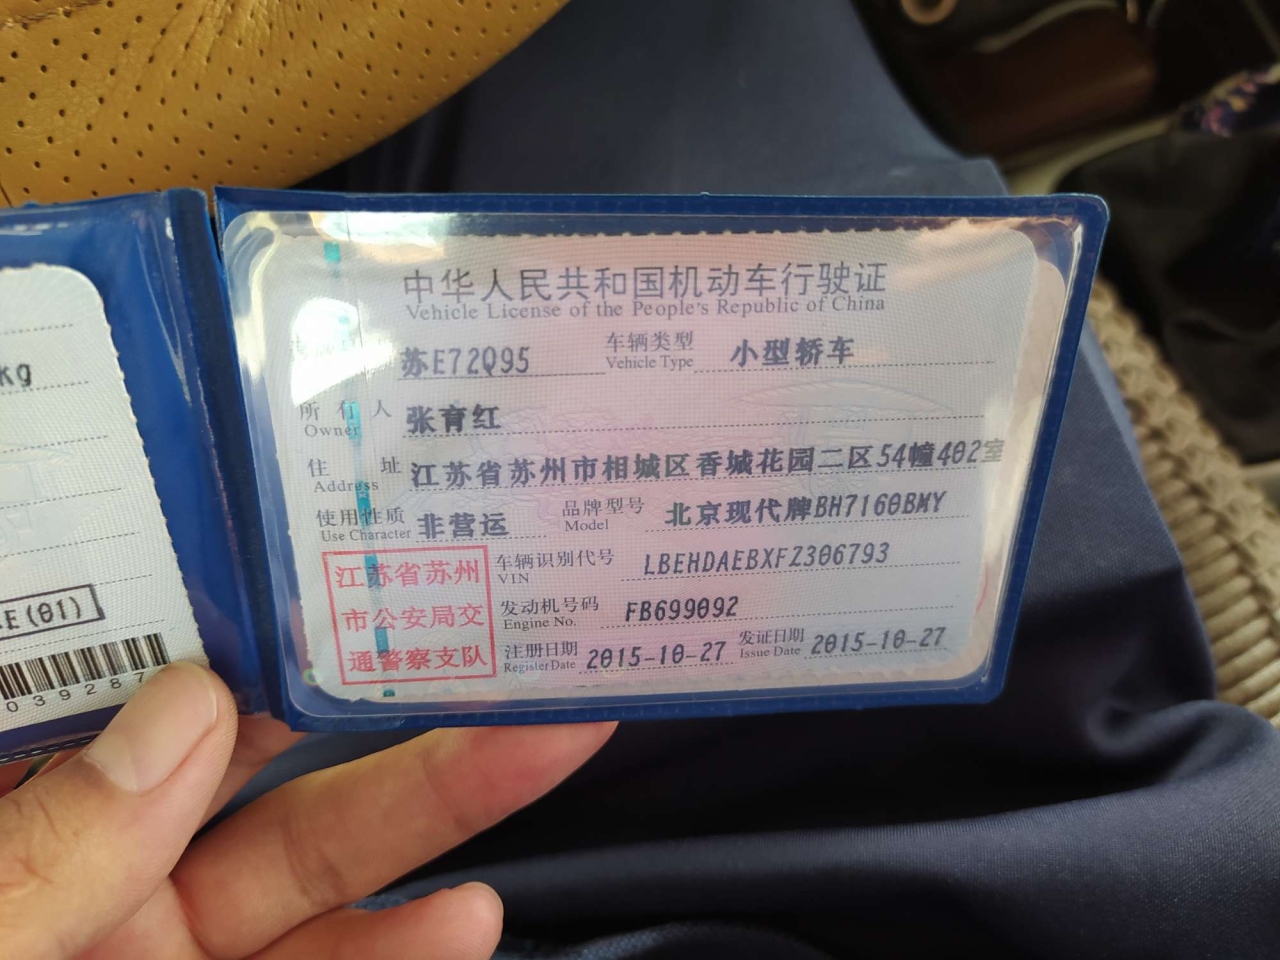 中华人民共和国机动车行驶证
Vehicle License of the People's Republic of China
苏E72Q95 车辆类型 Vehicle Type 小型轿车
所有人 Owner 张育红
住址 Address 江苏省苏州市相城区香城花园二区54幢402室
使用性质 Use Character 非营运 品牌型号 Model 北京现代牌BH7160BMY
车辆识别代号 VIN LBEHDAEBXFZ306793
发动机号码 Engine No. FB699092
注册日期 Register Date 2015-10-27 发证日期 Issue Date 2015-10-27
江苏省苏州
市公安局交
通警察支队
kg
E(01)
039287